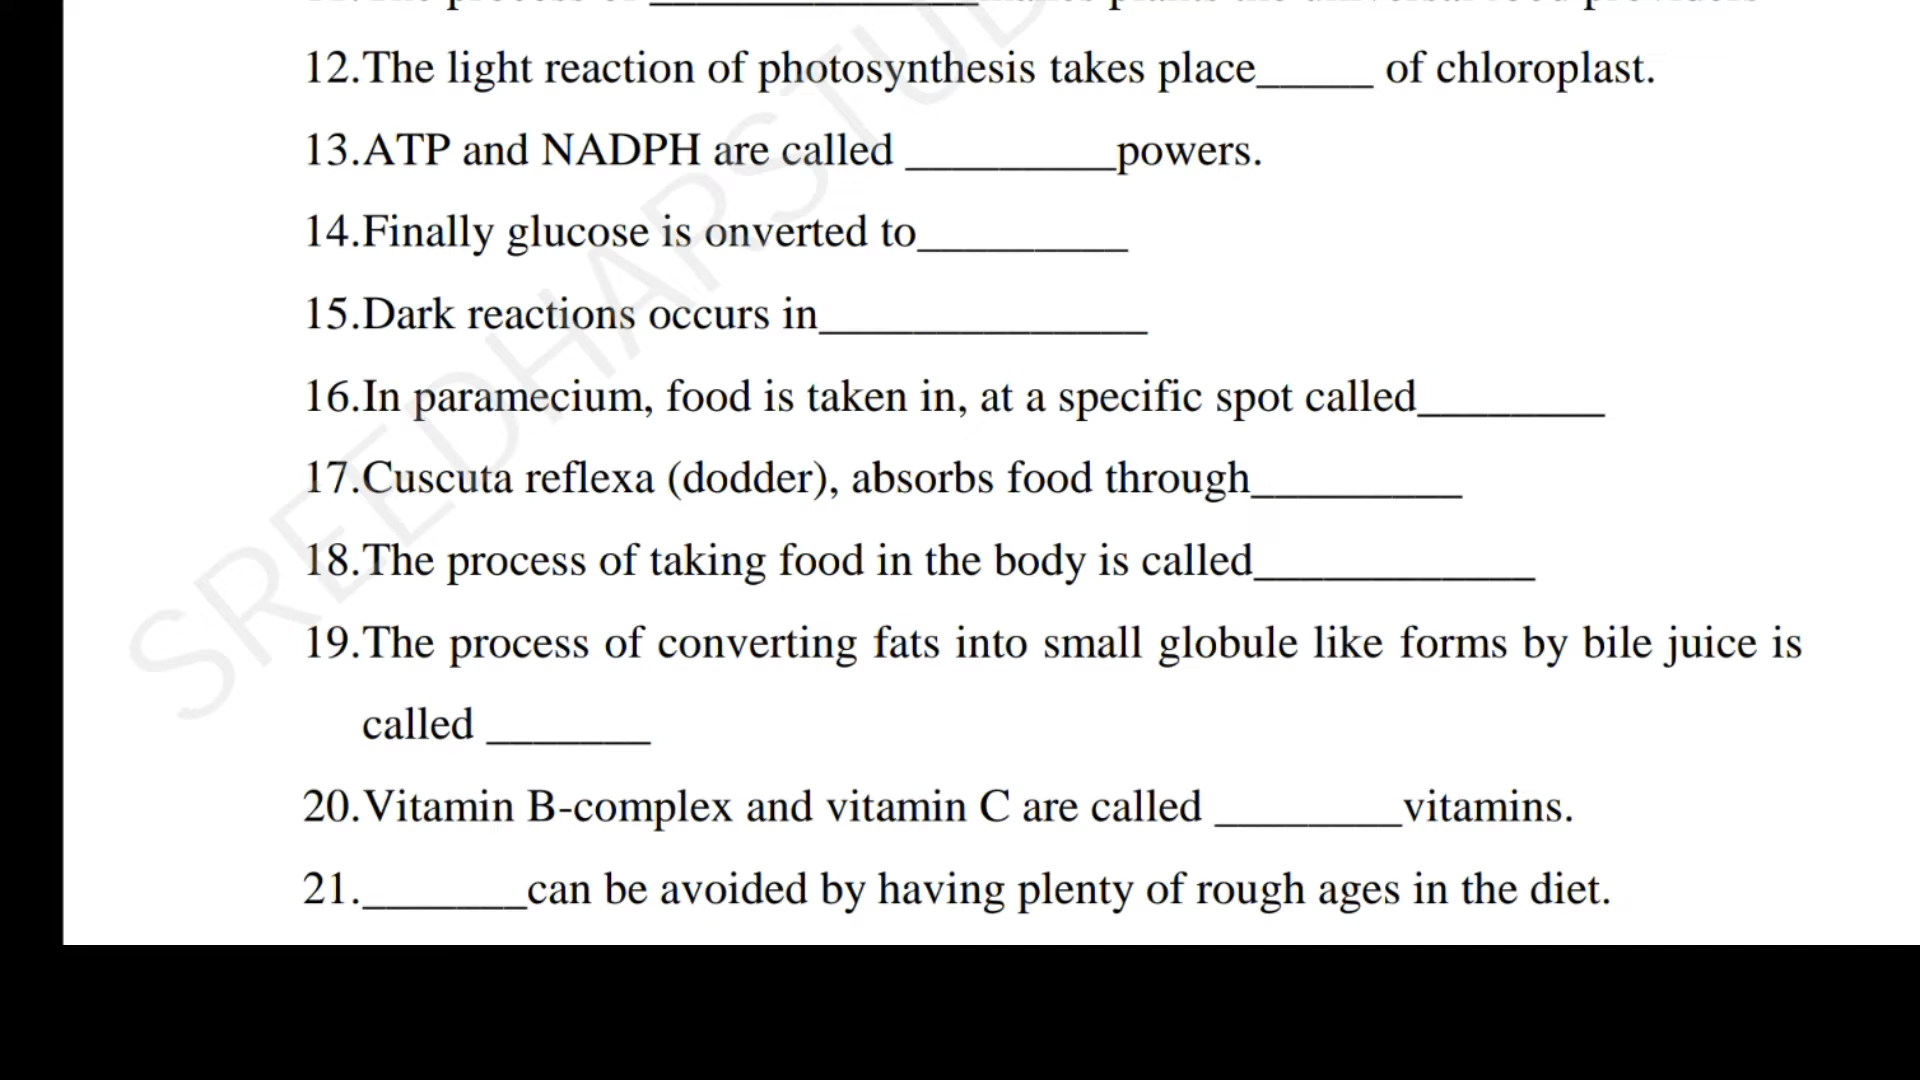 12.The light reaction of photosynthesis takes place_____ of chloroplast.
13.ATP and NADPH are called _________powers.
14.Finally glucose is onverted to_________
15.Dark reactions occurs in______________
16.In paramecium, food is taken in, at a specific spot called________
17.Cuscuta reflexa (dodder), absorbs food through_________
18.The process of taking food in the body is called____________
19.The process of converting fats into small globule like forms by bile juice is
called _______
20.Vitamin B-complex and vitamin C are called ________vitamins.
21._______can be avoided by having plenty of rough ages in the diet.